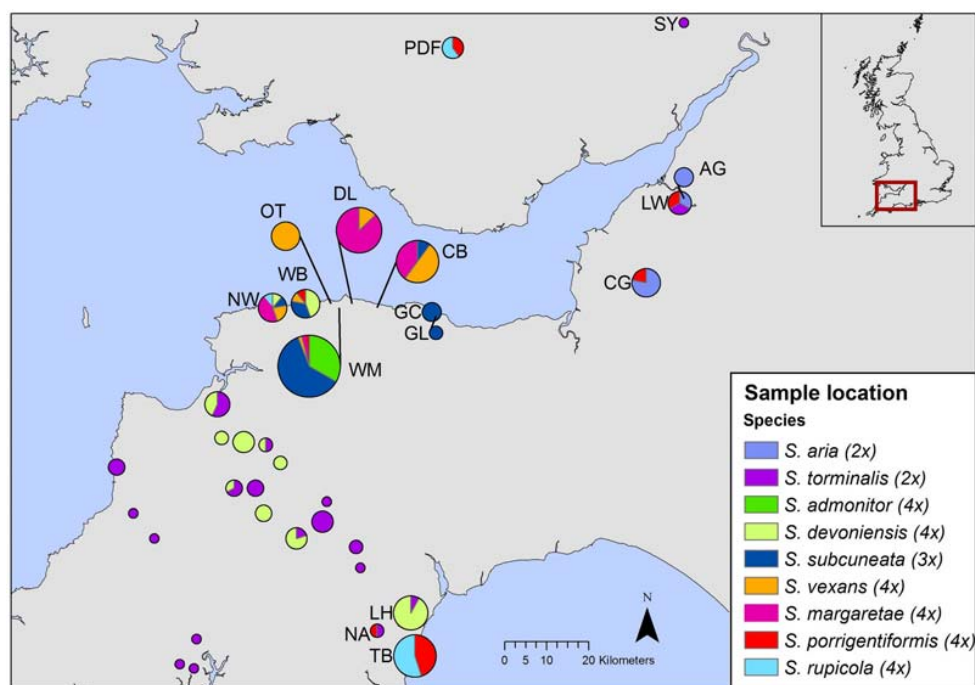 SY
PDF
AG
LW
DL
OT
CB
WB
CG
NW
GC
GL
WM
Sample location
Species
S. aria (2x)
S. torminalis (2x)
S. admonitor (4x)
S. devoniensis (4x)
S. subcuneata (3x)
S. vexans (4x)
S. margaretae (4x)
S. porrigentiformis (4x)
S. rupicola (4x)
LH
NA
TB
N
0 5 10 20 Kilometers